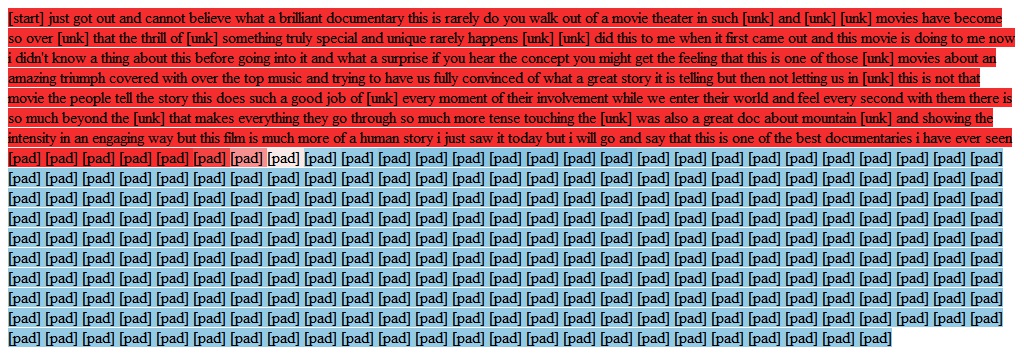 [start] just got out and cannot believe what a brilliant documentary this is rarely do you walk out of a movie theater in such [unk] and [unk] [unk] movies have become
so over [unk] that the thrill of [unk] something truly special and unique rarely happens [unk] [unk] did this to me when it first came out and this movie is doing to me now
i didn't know a thing about this before going into it and what a surprise if you hear the concept you might get the feeling that this is one of those [unk] movies about an
amazing triumph covered with over the top music and trying to have us fully convinced of what a great story it is telling but then not letting us in [unk] this is not that
movie the people tell the story this does such a good job of [unk] every moment of their involvement while we enter their world and feel every second with them there is
so much beyond the [unk] that makes everything they go through so much more tense touching the [unk] was also a great doc about mountain [unk] and showing the
intensity in an engaging way but this film is much more of a human story i just saw it today but i will go and say that this is one of the best documentaries i have ever seen
[pad] [pad] [pad] [pad] [pad] [pad] [pad] [pad] [pad] [pad] [pad] [pad] [pad] [pad] [pad] [pad] [pad] [pad] [pad] [pad] [pad] [pad] [pad] [pad] [pad] [pad] [pad]
[pad] [pad] [pad] [pad] [pad] [pad] [pad] [pad] [pad] [pad] [pad] [pad] [pad] [pad] [pad] [pad] [pad] [pad] [pad] [pad] [pad] [pad] [pad] [pad] [pad] [pad] [pad]
[pad] [pad] [pad] [pad] [pad] [pad] [pad] [pad] [pad] [pad] [pad] [pad] [pad] [pad] [pad] [pad] [pad] [pad] [pad] [pad] [pad] [pad] [pad] [pad] [pad] [pad] [pad]
[pad] [pad] [pad] [pad] [pad] [pad] [pad] [pad] [pad] [pad] [pad] [pad] [pad] [pad] [pad] [pad] [pad] [pad] [pad] [pad] [pad] [pad] [pad] [pad] [pad] [pad] [pad]
[pad] [pad] [pad] [pad] [pad] [pad] [pad] [pad] [pad] [pad] [pad] [pad] [pad] [pad] [pad] [pad] [pad] [pad] [pad] [pad] [pad] [pad] [pad] [pad] [pad] [pad] [pad]
[pad] [pad] [pad] [pad] [pad] [pad] [pad] [pad] [pad] [pad] [pad] [pad] [pad] [pad] [pad] [pad] [pad] [pad] [pad] [pad] [pad] [pad] [pad] [pad] [pad] [pad] [pad]
[pad] [pad] [pad] [pad] [pad] [pad] [pad] [pad] [pad] [pad] [pad] [pad] [pad] [pad] [pad] [pad] [pad] [pad] [pad] [pad] [pad] [pad] [pad] [pad] [pad] [pad] [pad]
[pad] [pad] [pad] [pad] [pad] [pad] [pad] [pad] [pad] [pad] [pad] [pad] [pad] [pad] [pad] [pad] [pad] [pad] [pad] [pad] [pad] [pad] [pad] [pad] [pad] [pad] [pad]
[pad] [pad] [pad] [pad] [pad] [pad] [pad] [pad] [pad] [pad] [pad] [pad] [pad] [pad] [pad] [pad] [pad] [pad] [pad] [pad] [pad] [pad] [pad] [pad] [pad] [pad] [pad]
[pad] [pad] [pad] [pad] [pad] [pad] [pad] [pad] [pad] [pad] [pad] [pad] [pad] [pad] [pad] [pad] [pad] [pad] [pad] [pad] [pad] [pad] [pad] [pad]